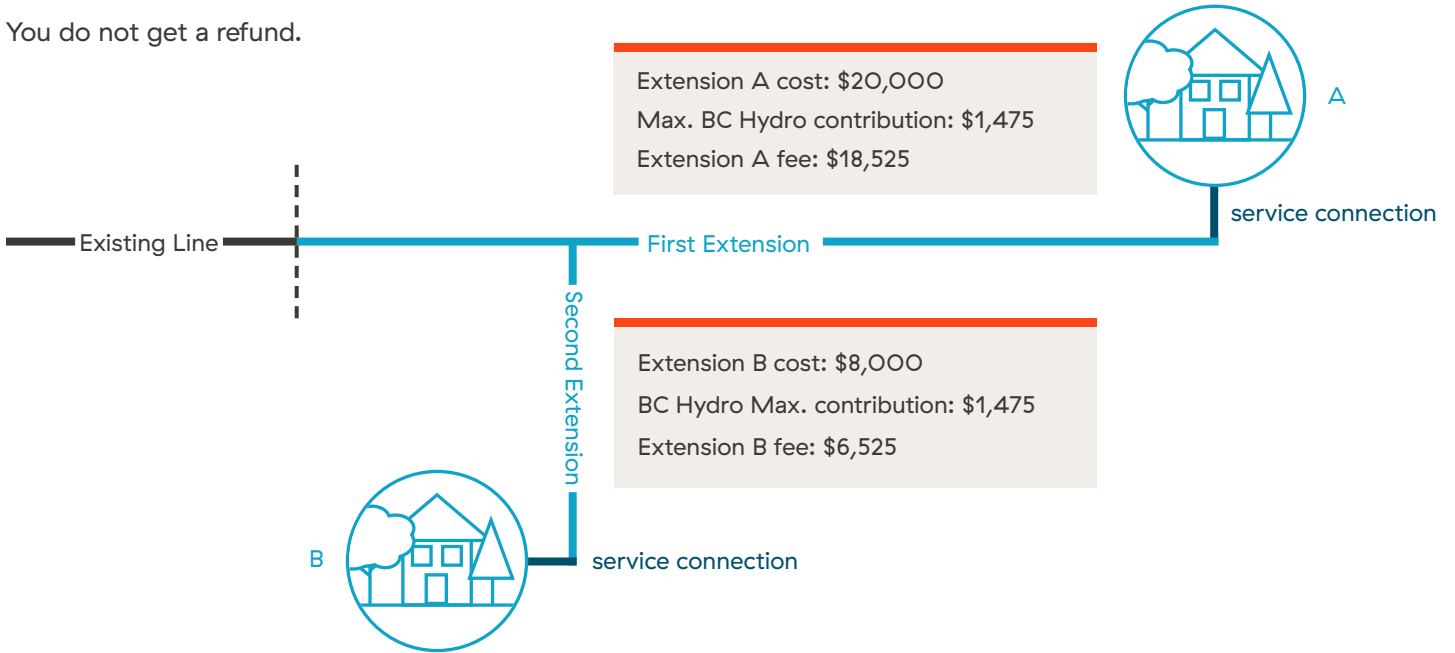 You do not get a refund.
Extension A cost: $20,000
Max. BC Hydro contribution: $1,475
Extension A fee: $18,525
A
service connection
Existing Line
First Extension
Second Extension
Extension B cost: $8,000
BC Hydro Max. contribution: $1,475
Extension B fee: $6,525
B
service connection